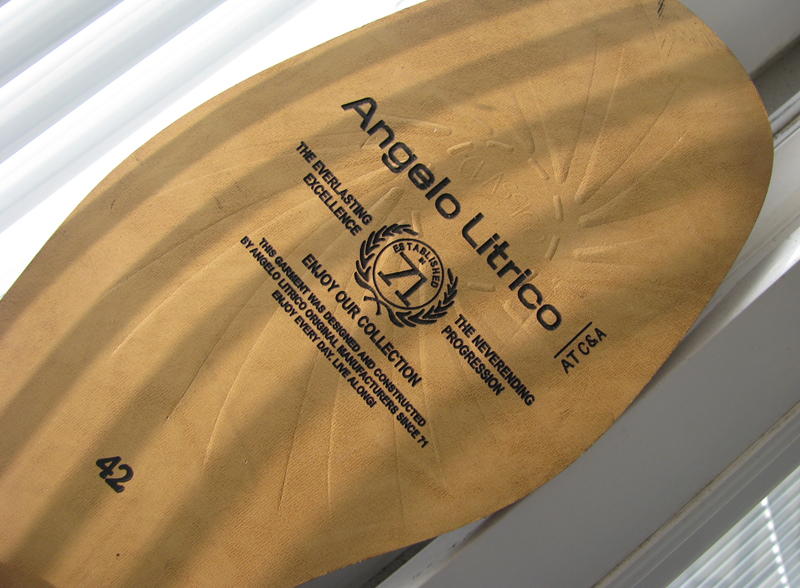 Angelo Litrico
AT C&A
THE EVERLASTING
EXCELLENCE
ESTABLISHED
IN
71
THE NEVERENDING
PROGRESSION
ENJOY OUR COLLECTION
THIS GARMENT WAS DESIGNED AND CONSTRUCTED
BY ANGELO LITRICO ORIGINAL MANUFACTURERS SINCE 71
ENJOY EVERY DAY. LIVE ALONG!
42